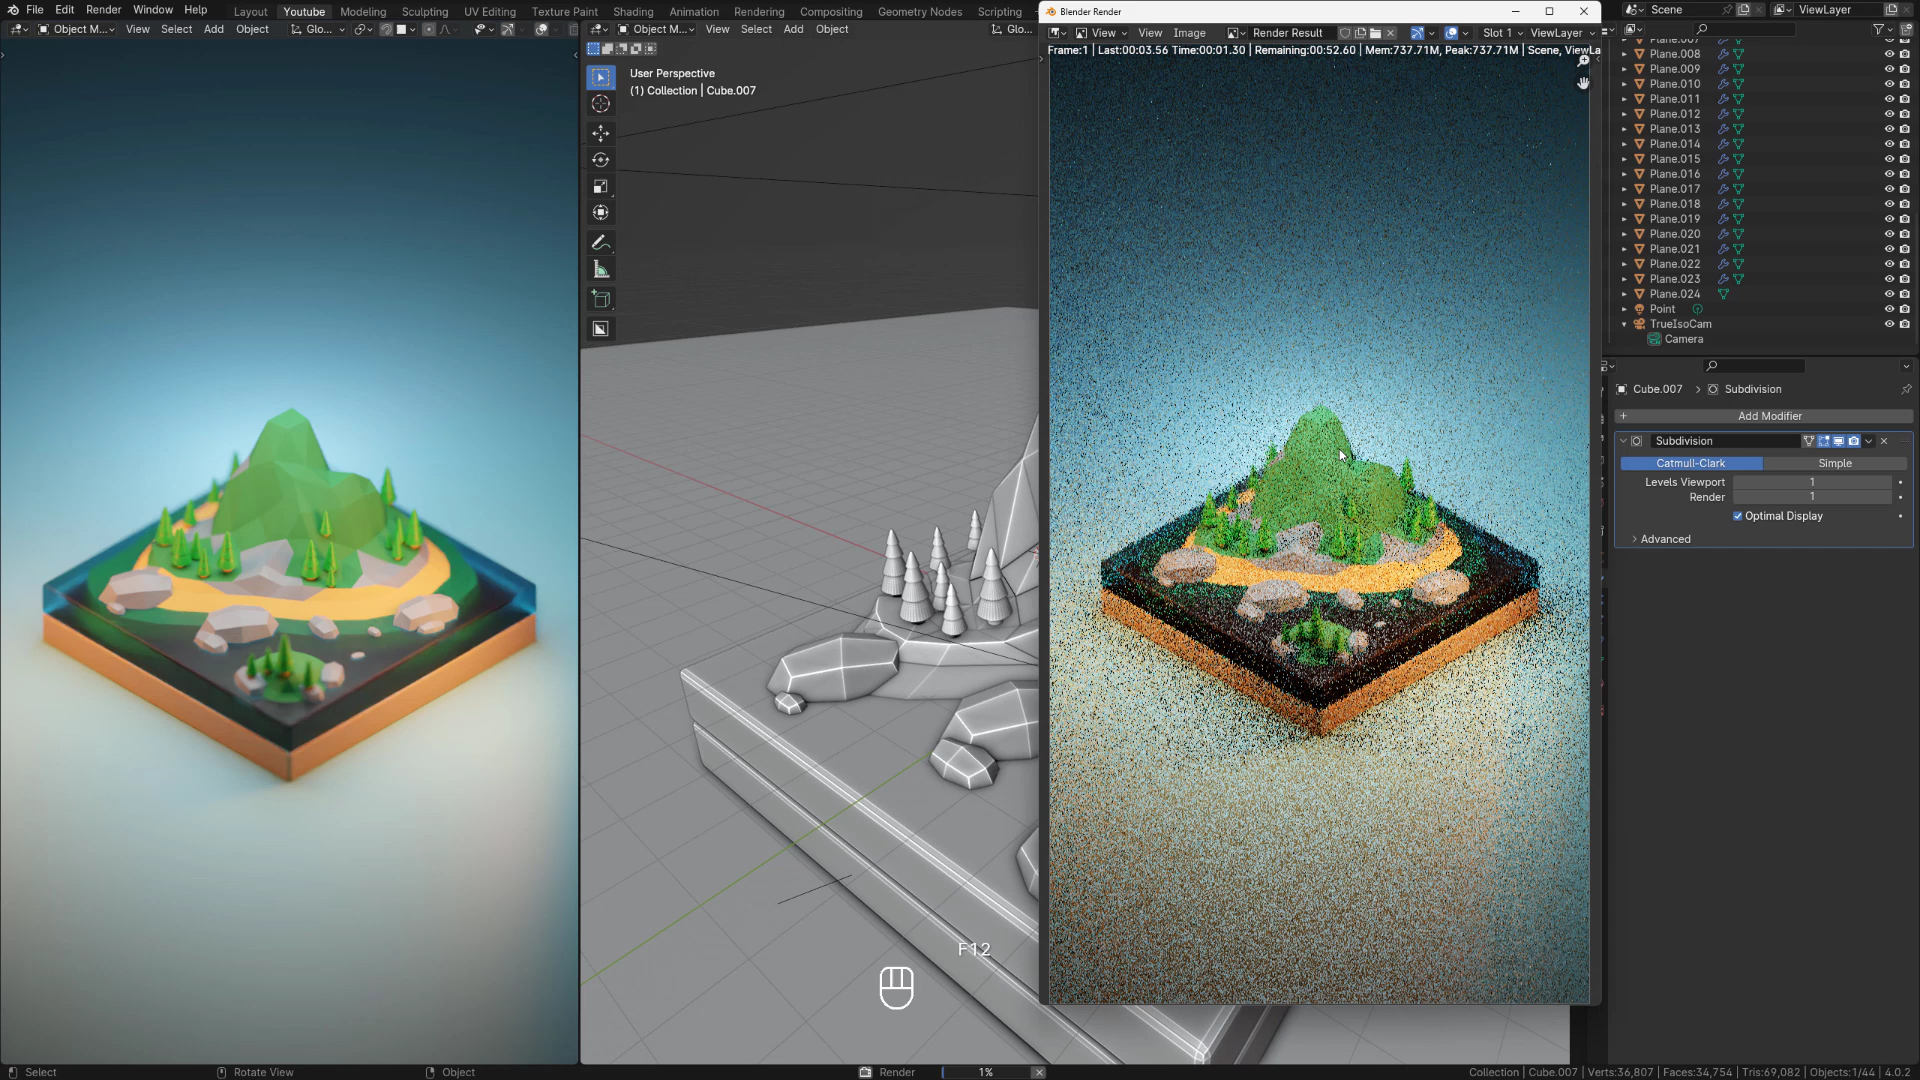 File Edit Render Window Help
Layout Youtube Modeling Sculpting UV Editing Texture Paint Shading Animation Rendering Compositing Geometry Nodes Scripting
Blender Render
Scene
ViewLayer
Object M...
View Select Add Object
Glo...
Object M...
View Select Add Object
Glo...
View
View Image
Render Result
Slot 1
ViewLayer
Frame:1 | Last:00:03.56 Time:00:01.30 | Remaining:00:52.60 | Mem:737.71M, Peak:737.71M | Scene, ViewLa
User Perspective
(1) Collection | Cube.007
Plane.008
Plane.009
Plane.010
Plane.011
Plane.012
Plane.013
Plane.014
Plane.015
Plane.016
Plane.017
Plane.018
Plane.019
Plane.020
Plane.021
Plane.022
Plane.023
Plane.024
Point
TrueIsoCam
Camera
Cube.007 > Subdivision
+ Add Modifier
Subdivision
Catmull-Clark Simple
Levels Viewport 1
Render 1
Optimal Display
Advanced
F12
Select
Rotate View
Object
Render
1%
Collection | Cube.007 | Verts:36,807 | Faces:34,754 | Tris:69,082 | Objects:1/44 | 4.0.2